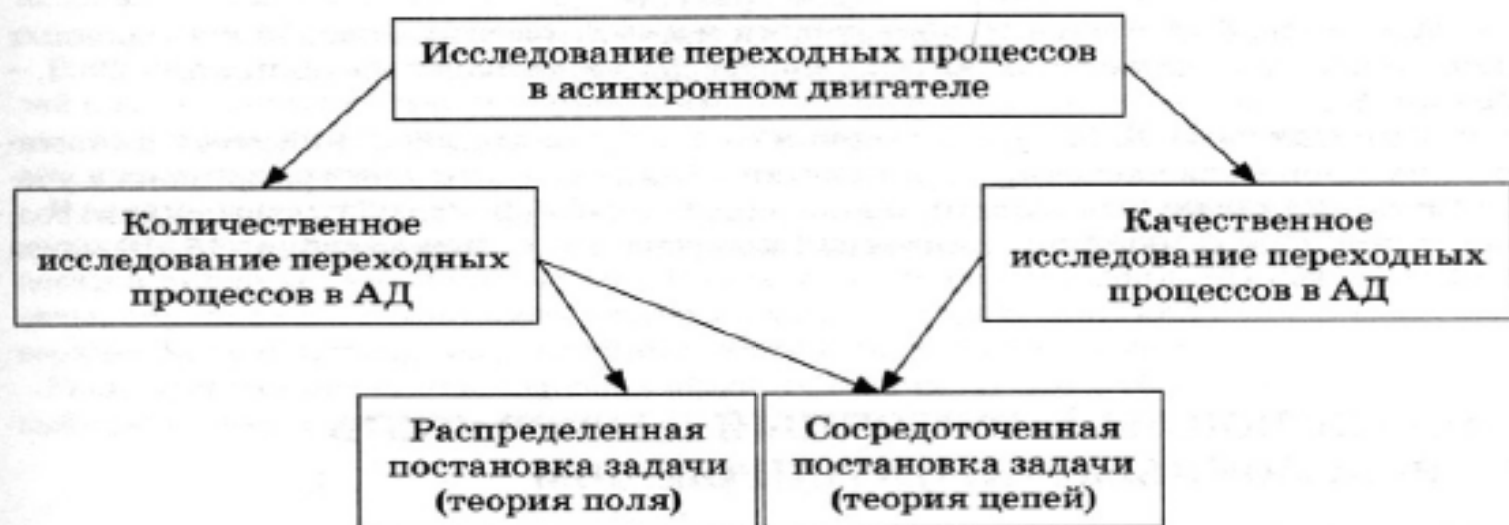 Исследование переходных процессов
в асинхронном двигателе
Количественное
исследование переходных
процессов в АД
Качественное
исследование переходных
процессов в АД
Распределенная
постановка задачи
(теория поля)
Сосредоточенная
постановка задачи
(теория цепей)